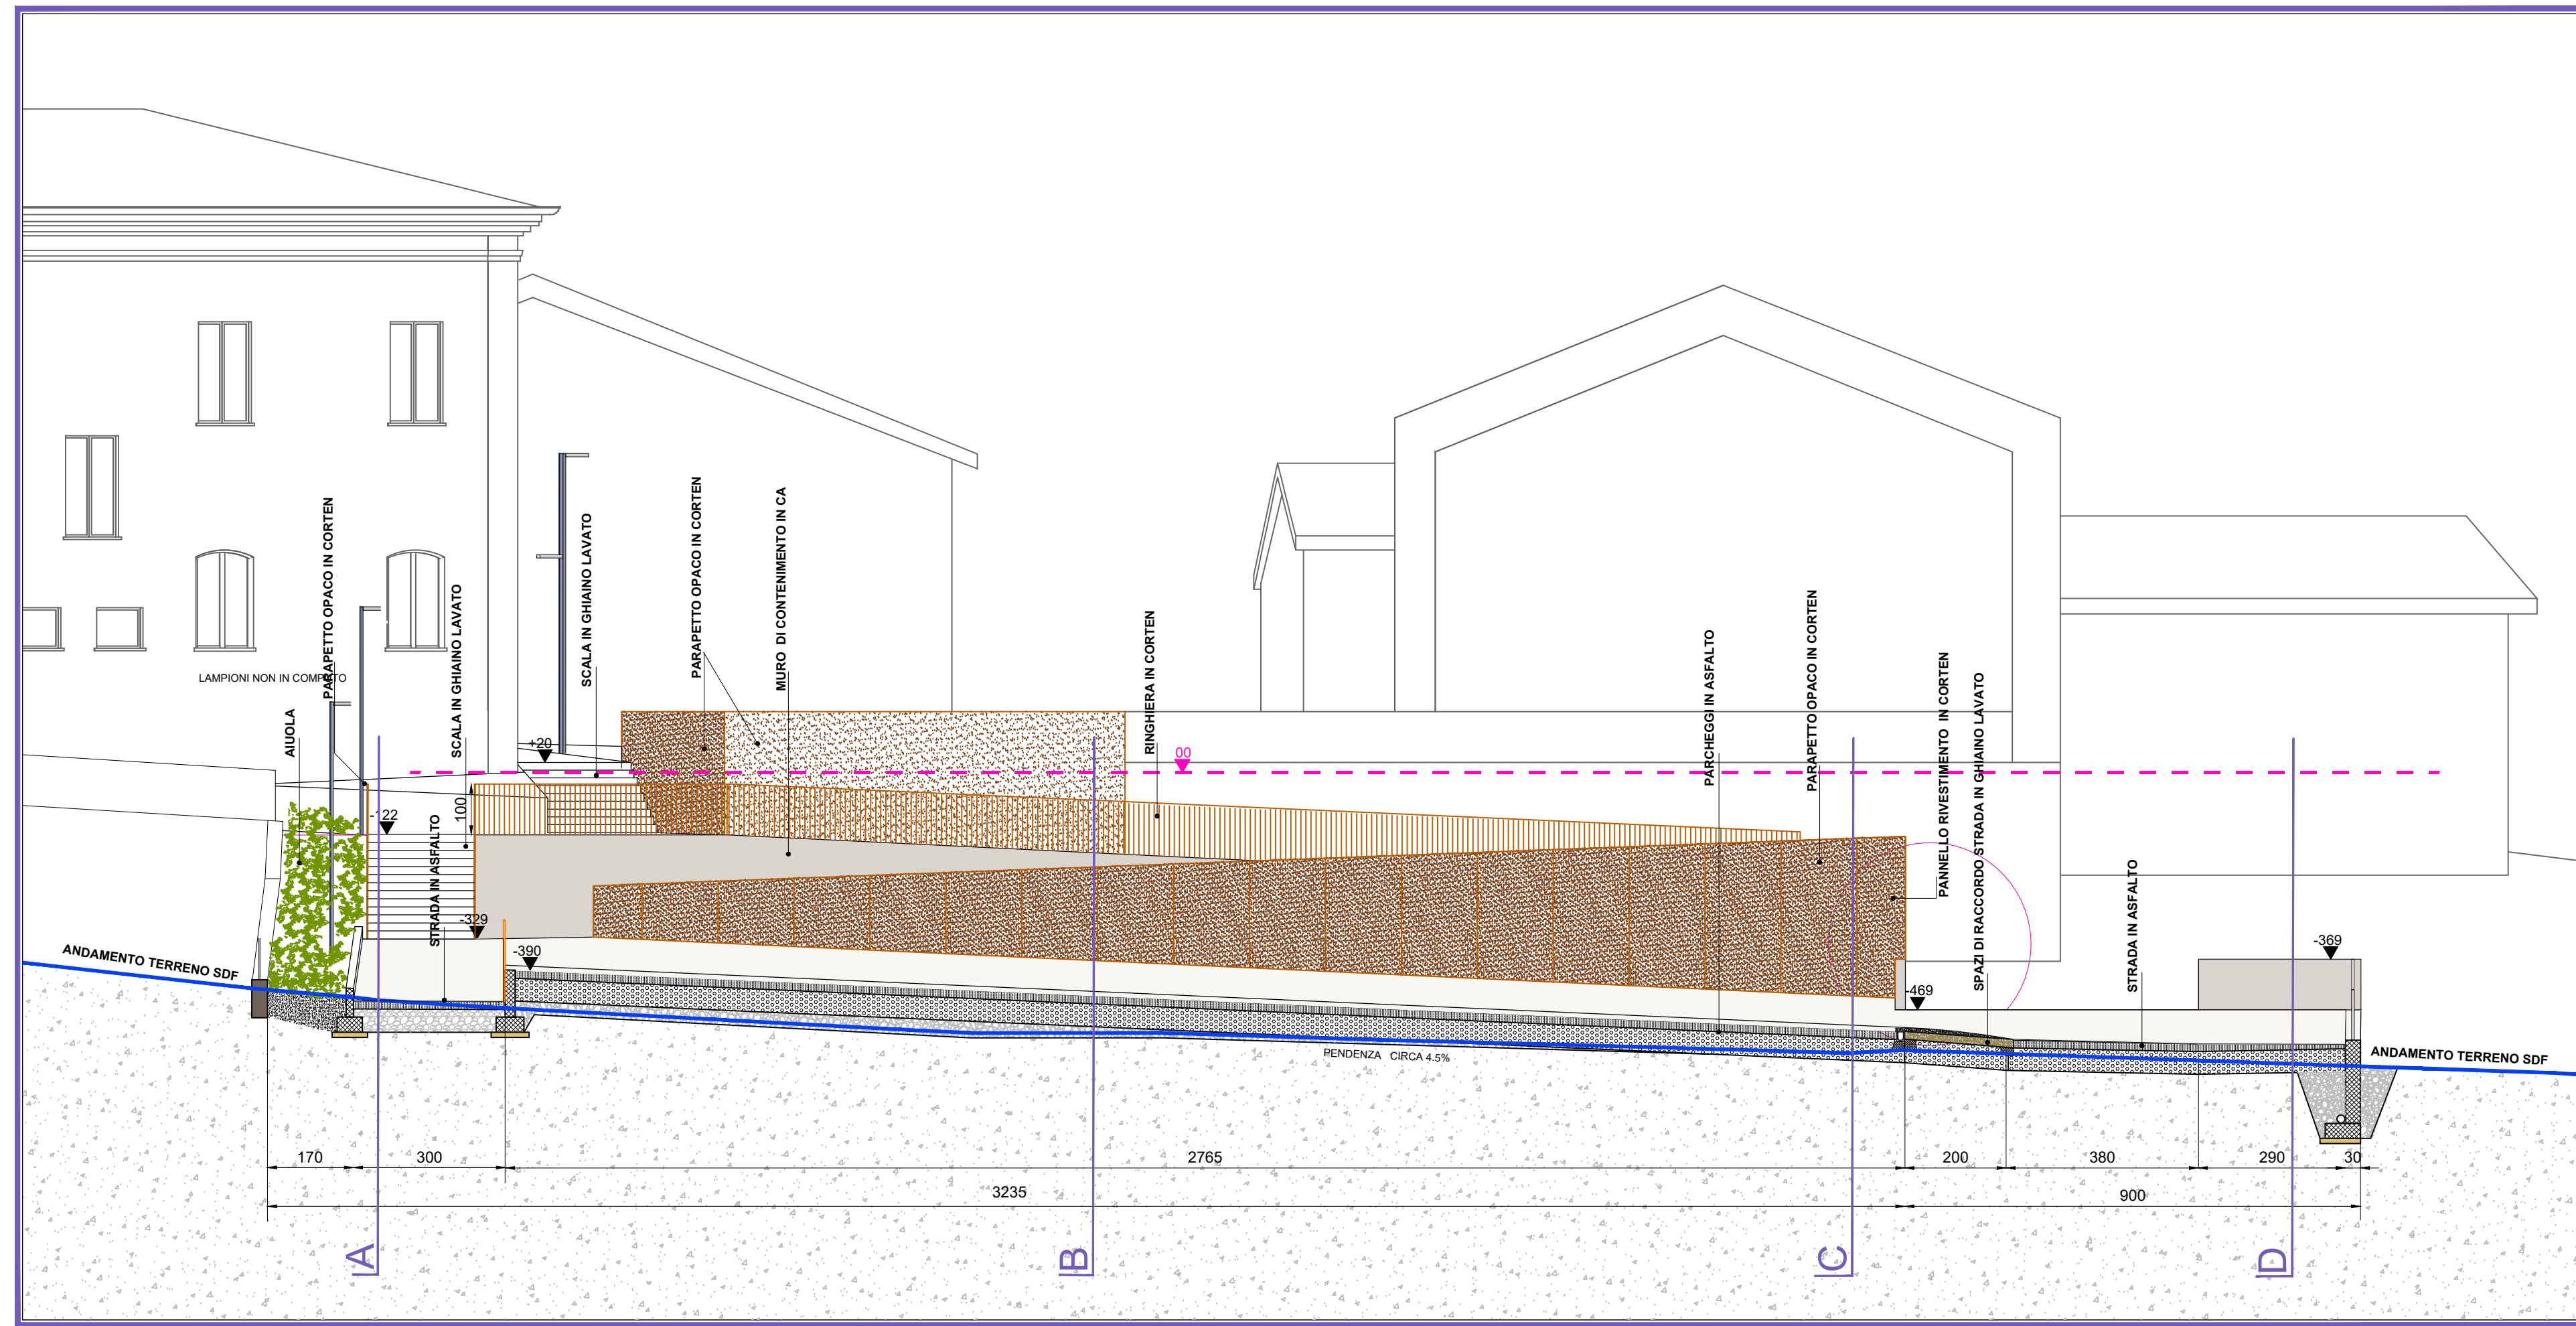 PARAPETTO OPACO IN CORTEN
LAMPIONI NON IN COMPUTO
AIUOLA
SCALA IN GHIAINO LAVATO
SCALA IN GHIAINO LAVATO
PARAPETTO OPACO IN CORTEN
MURO DI CONTENIMENTO IN CA
RINGHIERA IN CORTEN
PARCHEGGI IN ASFALTO
PARAPETTO OPACO IN CORTEN
PANNELLO RIVESTIMENTO IN CORTEN
SPAZI DI RACCORDO STRADA IN GHIAINO LAVATO
STRADA IN ASFALTO
STRADA IN ASFALTO
+20
00
-122
100
-329
-390
-469
-369
ANDAMENTO TERRENO SDF
PENDENZA CIRCA 4.5%
ANDAMENTO TERRENO SDF
170
300
2765
200
380
290
30
3235
900
A
B
C
D